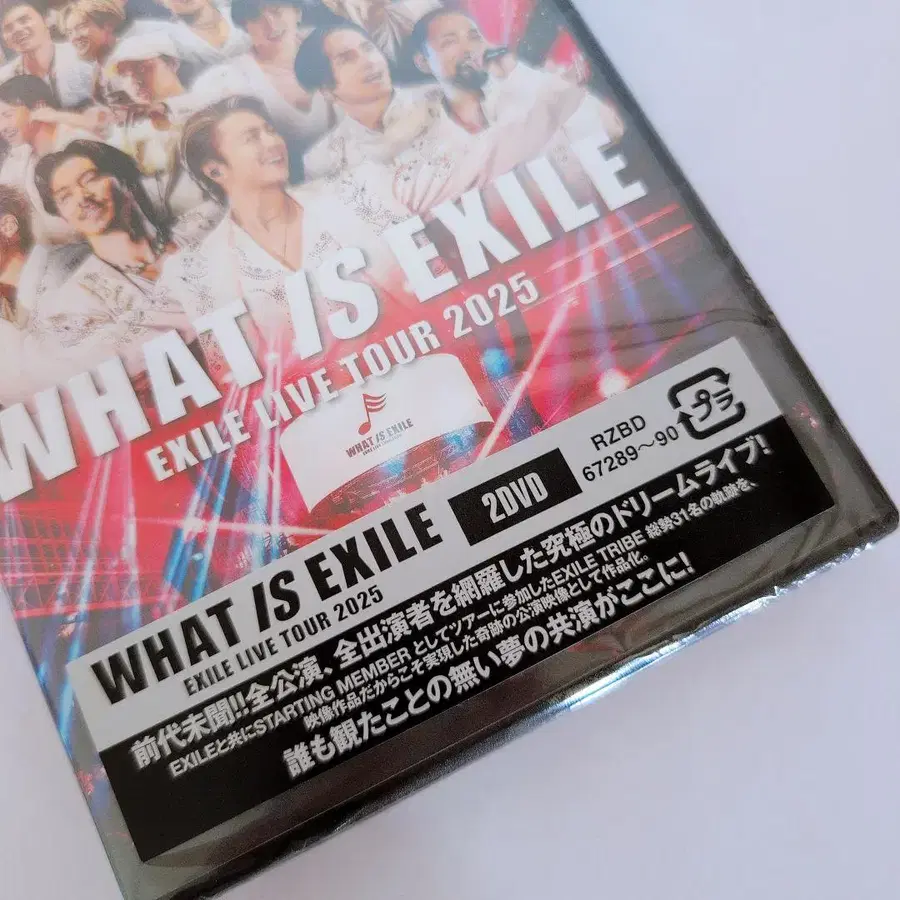 WHAT IS EXILE
EXILE LIVE TOUR 2025
WHAT IS EXILE
WHAT IS EXILE
EXILE LIVE TOUR 2025
2DVD
RZBD
67289～90
プラ
前代未聞!!全公演、全出演者を網羅した究極のドリームライブ!
EXILEと共にSTARTING MEMBER としてツアーに参加したEXILE TRIBE 総勢31名の軌跡を、
映像作品だからこそ実現した奇跡の公演映像として作品化。
誰も観たことの無い夢の共演がここに!